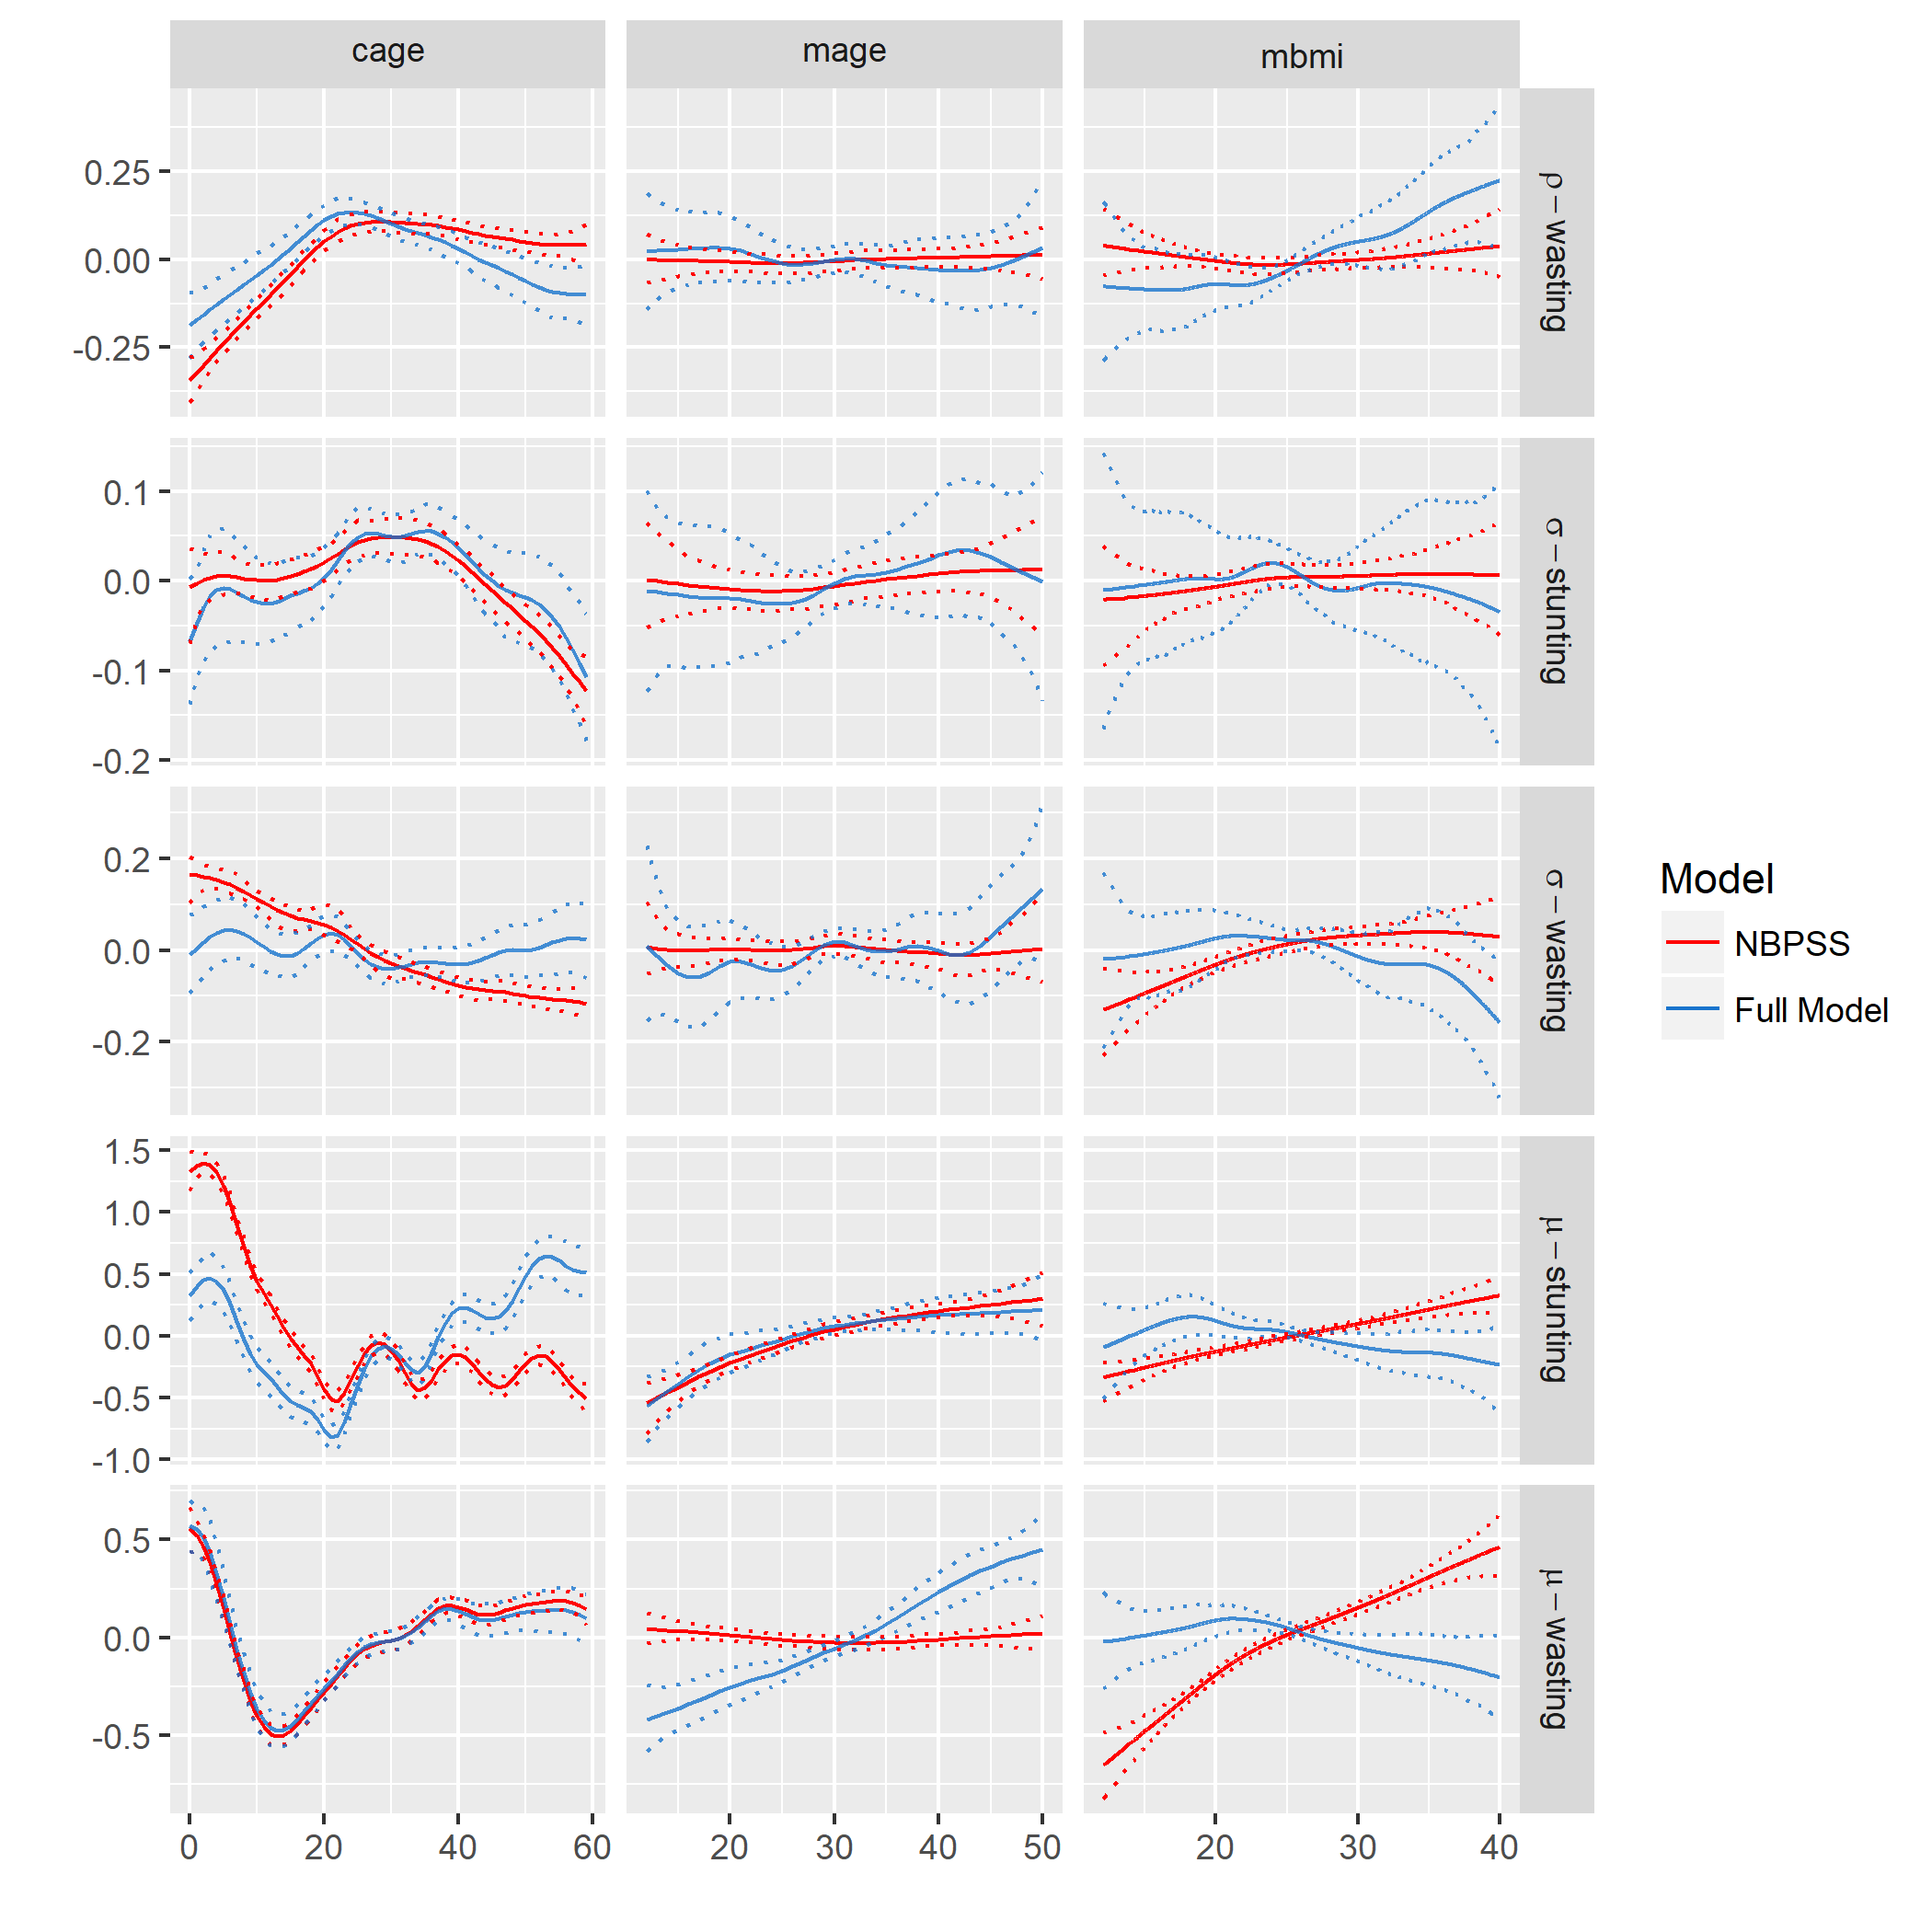 cage mage mbmi
0.25
0.00
-0.25
ρ – wasting
0.1
0.0
-0.1
-0.2
σ – stunting
0.2
0.0
-0.2
σ – wasting
1.5
1.0
0.5
0.0
-0.5
-1.0
μ – stunting
0.5
0.0
-0.5
μ – wasting
0 20 40 60 20 30 40 50 20 30 40
Model
NBPSS
Full Model